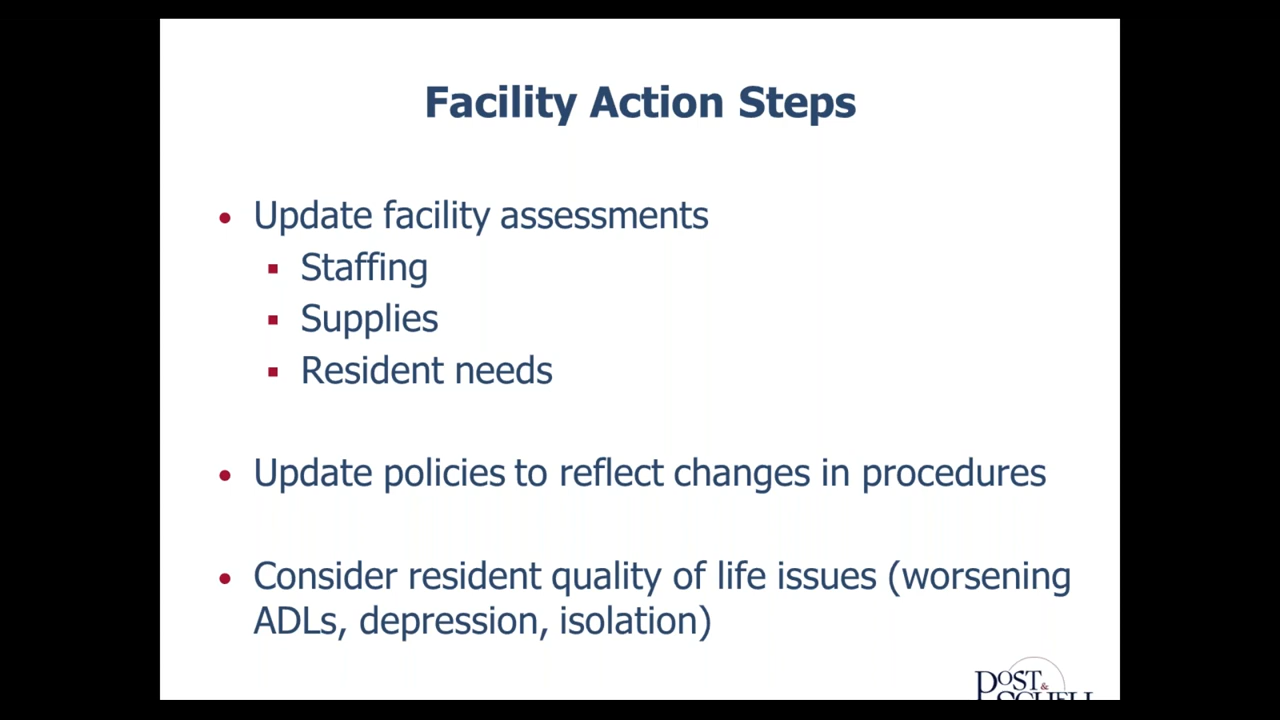 Facility Action Steps
• Update facility assessments
▪ Staffing
▪ Supplies
▪ Resident needs
• Update policies to reflect changes in procedures
• Consider resident quality of life issues (worsening
ADLs, depression, isolation)
POST &
SCHELL